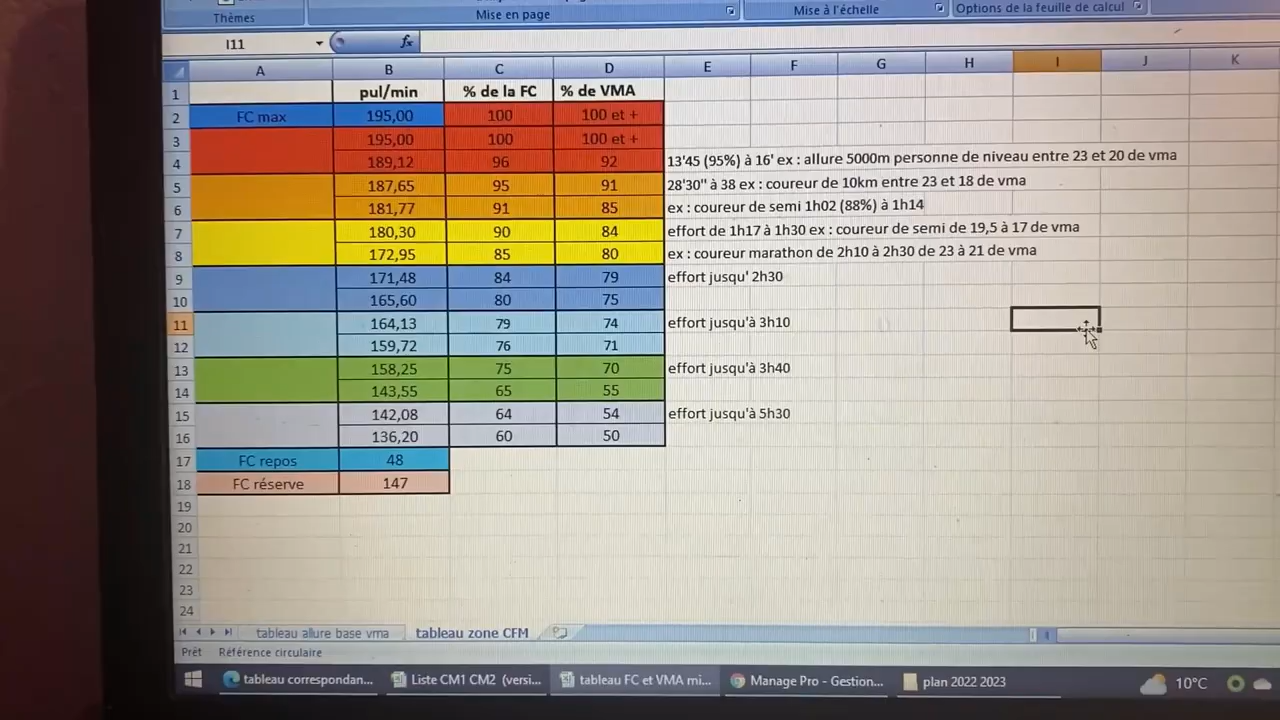 Thèmes Mise en page Mise à l'échelle Options de la feuille de calcul
I11 fx
A B C D E F G H I J K
1 pul/min % de la FC % de VMA
2 FC max 195,00 100 100 et +
3 195,00 100 100 et +
4 189,12 96 92 13'45 (95%) à 16' ex : allure 5000m personne de niveau entre 23 et 20 de vma
5 187,65 95 91 28'30" à 38 ex : coureur de 10km entre 23 et 18 de vma
6 181,77 91 85 ex : coureur de semi 1h02 (88%) à 1h14
7 180,30 90 84 effort de 1h17 à 1h30 ex : coureur de semi de 19,5 à 17 de vma
8 172,95 85 80 ex : coureur marathon de 2h10 à 2h30 de 23 à 21 de vma
9 171,48 84 79 effort jusqu' 2h30
10 165,60 80 75
11 164,13 79 74 effort jusqu'à 3h10
12 159,72 76 71
13 158,25 75 70 effort jusqu'à 3h40
14 143,55 65 55
15 142,08 64 54 effort jusqu'à 5h30
16 136,20 60 50
17 FC repos 48
18 FC réserve 147
19
20
21
22
23
24
tableau allure base vma tableau zone CFM
Prêt Référence circulaire
tableau correspondan... Liste CM1 CM2 (versi... tableau FC et VMA mi... Manage Pro - Gestion... plan 2022 2023 10°C